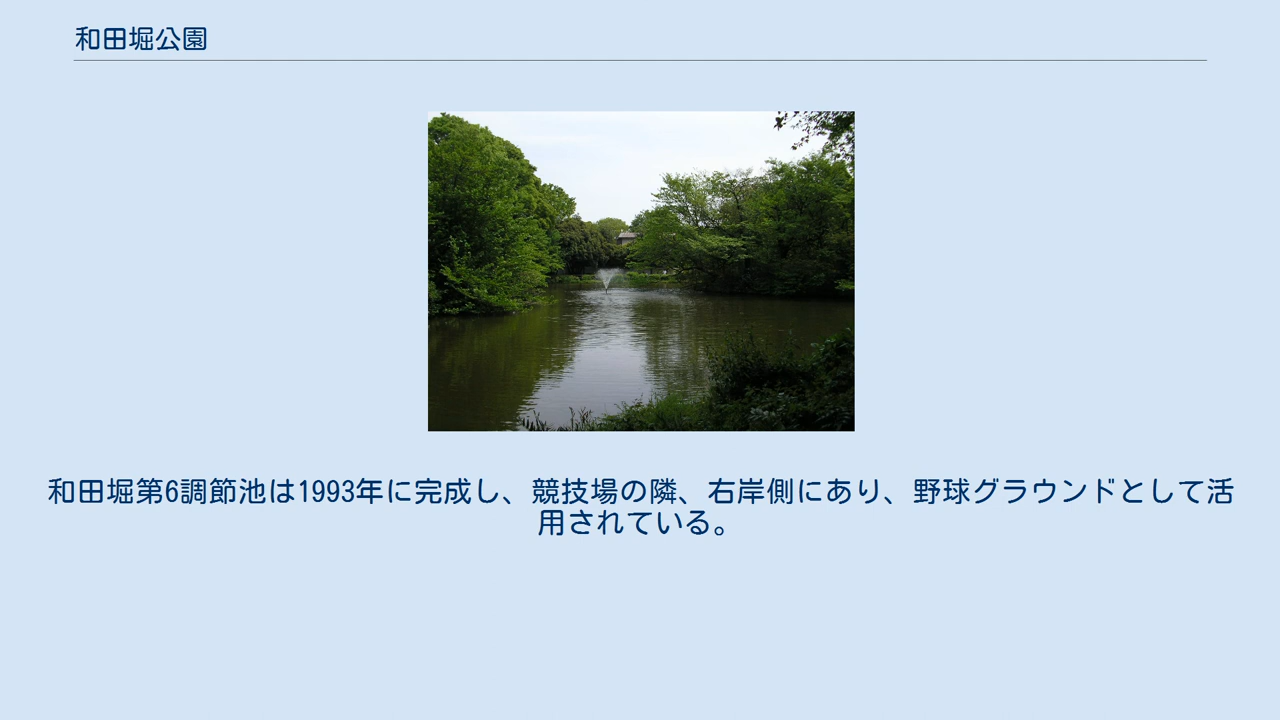 和田堀公園
和田堀第6調節池は1993年に完成し、競技場の隣、右岸側にあり、野球グラウンドとして活
用されている。